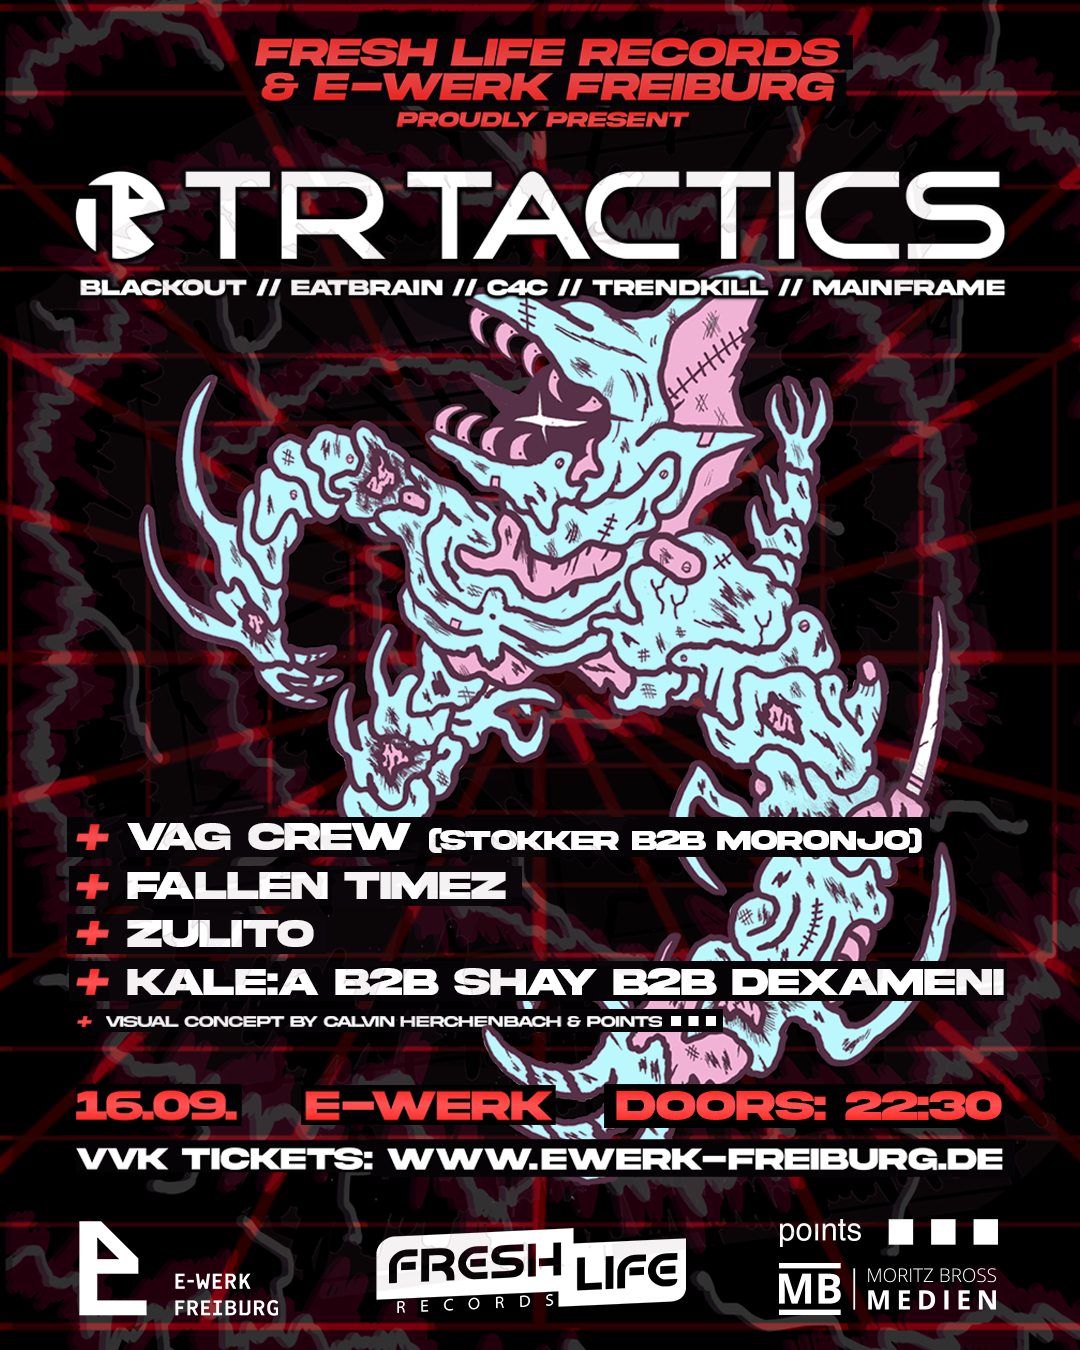 FRESH LIFE RECORDS
& E-WERK FREIBURG
PROUDLY PRESENT
TR TACTICS
BLACKOUT // EATBRAIN // C4C // TRENDKILL // MAINFRAME
+ VAG CREW (STOKKER B2B MORONJO)
+ FALLEN TIMEZ
+ ZULITO
+ KALE:A B2B SHAY B2B DEXAMENI
+ VISUAL CONCEPT BY CALVIN HERCHENBACH & POINTS
16.09. E-WERK DOORS: 22:30
VVK TICKETS: WWW.EWERK-FREIBURG.DE
E-WERK
FREIBURG
FRESH LIFE
RECORDS
points
MB | MORITZ BROSS
MEDIEN